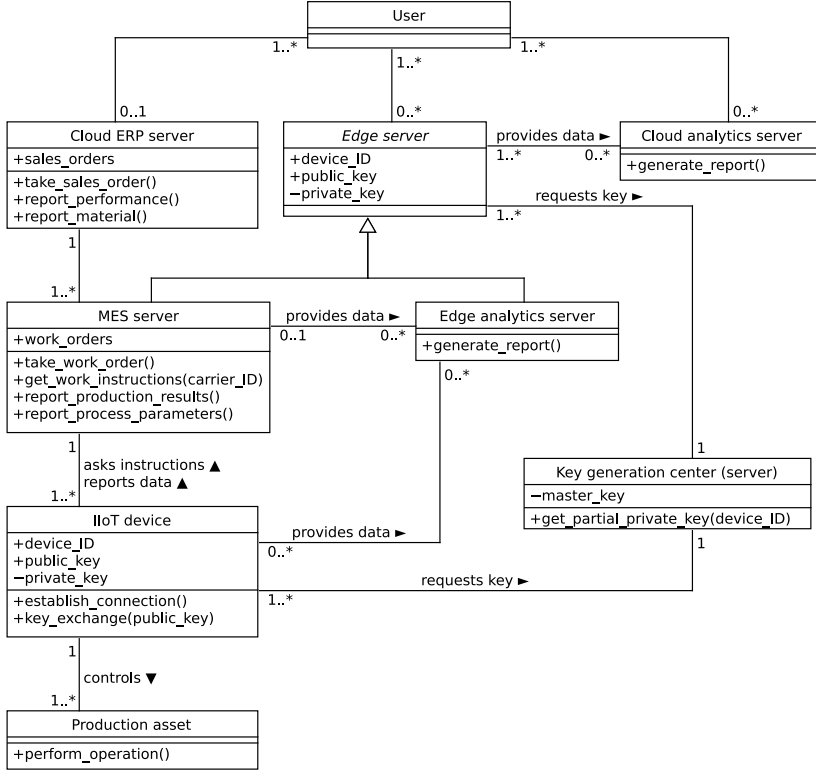 User
1..*
1..*
1..*
0..1
0..*
0..*
Cloud ERP server
+sales_orders
+take_sales_order()
+report_performance()
+report_material()
Edge server
+device_ID
+public_key
−private_key
provides data ►
1..*
0..*
Cloud analytics server
+generate_report()
requests key ►
1..*
1
1..*
MES server
+work_orders
+take_work_order()
+get_work_instructions(carrier_ID)
+report_production_results()
+report_process_parameters()
provides data ►
0..1
0..*
Edge analytics server
+generate_report()
0..*
1
asks instructions ▲
reports data ▲
1..*
1
Key generation center (server)
−master_key
+get_partial_private_key(device_ID)
1
IIoT device
+device_ID
+public_key
−private_key
+establish_connection()
+key_exchange(public_key)
provides data ►
0..*
requests key ►
1..*
1
controls ▼
1..*
Production asset
+perform_operation()